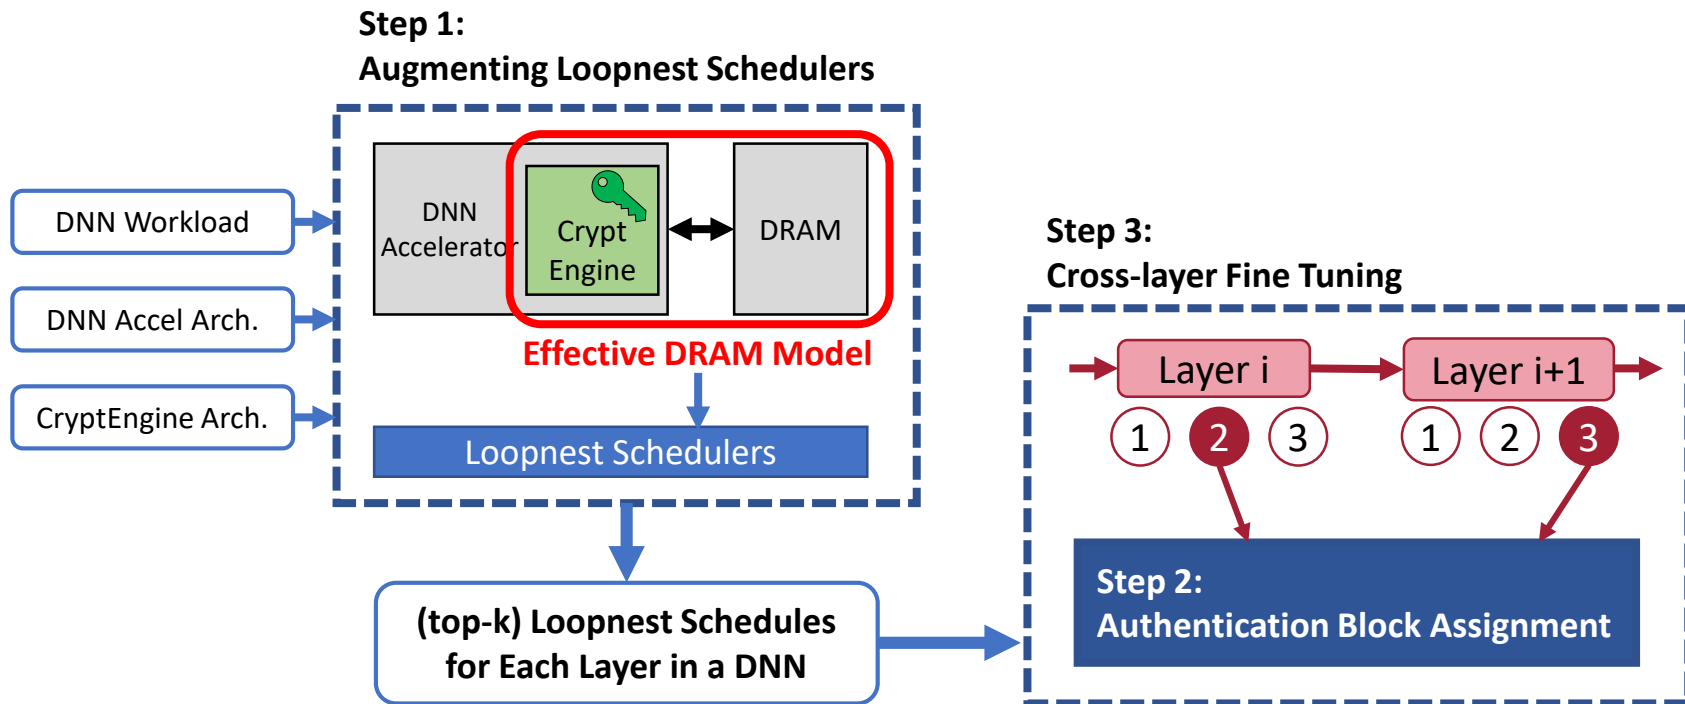 Step 1:
Augmenting Loopnest Schedulers
DNN Workload
DNN Accel Arch.
CryptEngine Arch.
DNN
Accelerator
Crypt
Engine
DRAM
Effective DRAM Model
Loopnest Schedulers
(top-k) Loopnest Schedules
for Each Layer in a DNN
Step 3:
Cross-layer Fine Tuning
Layer i
Layer i+1
1 2 3
1 2 3
Step 2:
Authentication Block Assignment